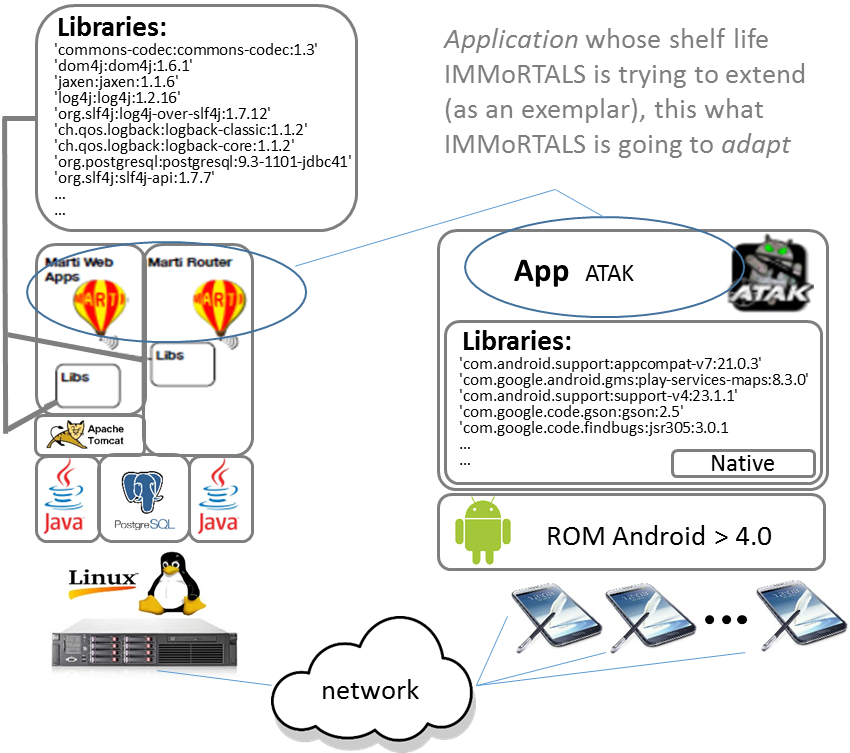 Libraries:
'commons-codec:commons-codec:1.3'
'dom4j:dom4j:1.6.1'
'jaxen:jaxen:1.1.6'
'log4j:log4j:1.2.16'
'org.slf4j:log4j-over-slf4j:1.7.12'
'ch.qos.logback:logback-classic:1.1.2'
'ch.qos.logback:logback-core:1.1.2'
'org.postgresql:postgresql:9.3-1101-jdbc41'
'org.slf4j:slf4j-api:1.7.7'
...
...
Application whose shelf life
IMMoRTALS is trying to extend
(as an exemplar), this what
IMMoRTALS is going to adapt
Marti Web
Apps
MARTI
Libs
Marti Router
MARTI
Libs
Apache
Tomcat
Java
PostgreSQL
Java
Linux
App ATAK
ATAK
Libraries:
'com.android.support:appcompat-v7:21.0.3'
'com.google.android.gms:play-services-maps:8.3.0'
'com.android.support:support-v4:23.1.1'
'com.google.code.gson:gson:2.5'
'com.google.code.findbugs:jsr305:3.0.1
...
...
Native
ROM Android > 4.0
network